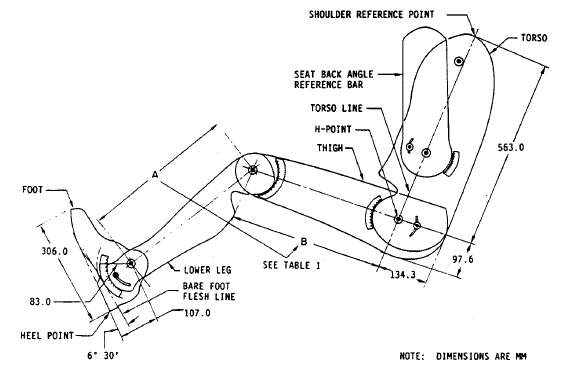 SHOULDER REFERENCE POINT
TORSO
SEAT BACK ANGLE
REFERENCE BAR
TORSO LINE
H-POINT
THIGH
563.0
A
FOOT
B
306.0
97.6
LOWER LEG
SEE TABLE I
134.3
83.0
BARE FOOT
FLESH LINE
107.0
HEEL POINT
6° 30'
NOTE: DIMENSIONS ARE MM